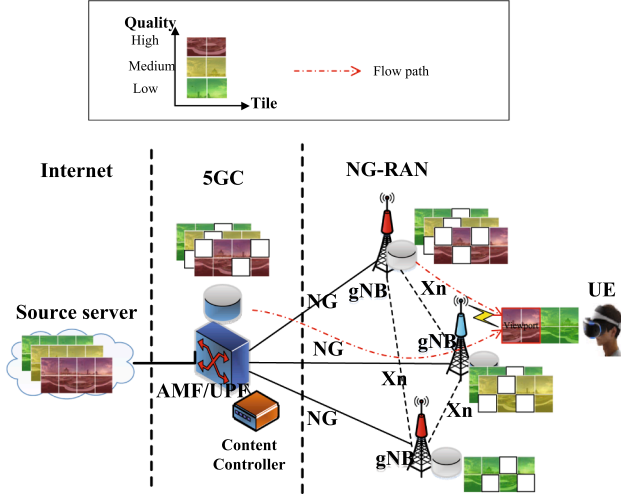 Quality
High
Medium
Low
Tile
Flow path
Internet
5GC
NG-RAN
Source server
AMF/UPF
Content
Controller
NG
NG
NG
gNB
Xn
gNB
Xn
Xn
gNB
Viewport
UE